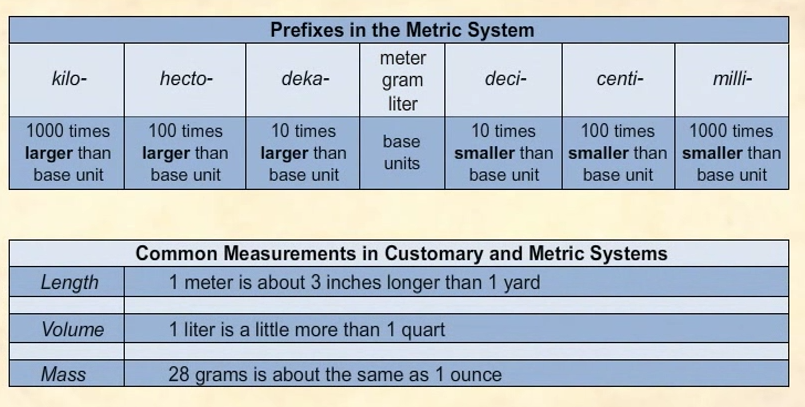 Prefixes in the Metric System
kilo-
hecto-
deka-
meter
gram
liter
deci-
centi-
milli-
1000 times
larger than
base unit
100 times
larger than
base unit
10 times
larger than
base unit
base
units
10 times
smaller than
base unit
100 times
smaller than
base unit
1000 times
smaller than
base unit
Common Measurements in Customary and Metric Systems
Length 1 meter is about 3 inches longer than 1 yard
Volume 1 liter is a little more than 1 quart
Mass 28 grams is about the same as 1 ounce